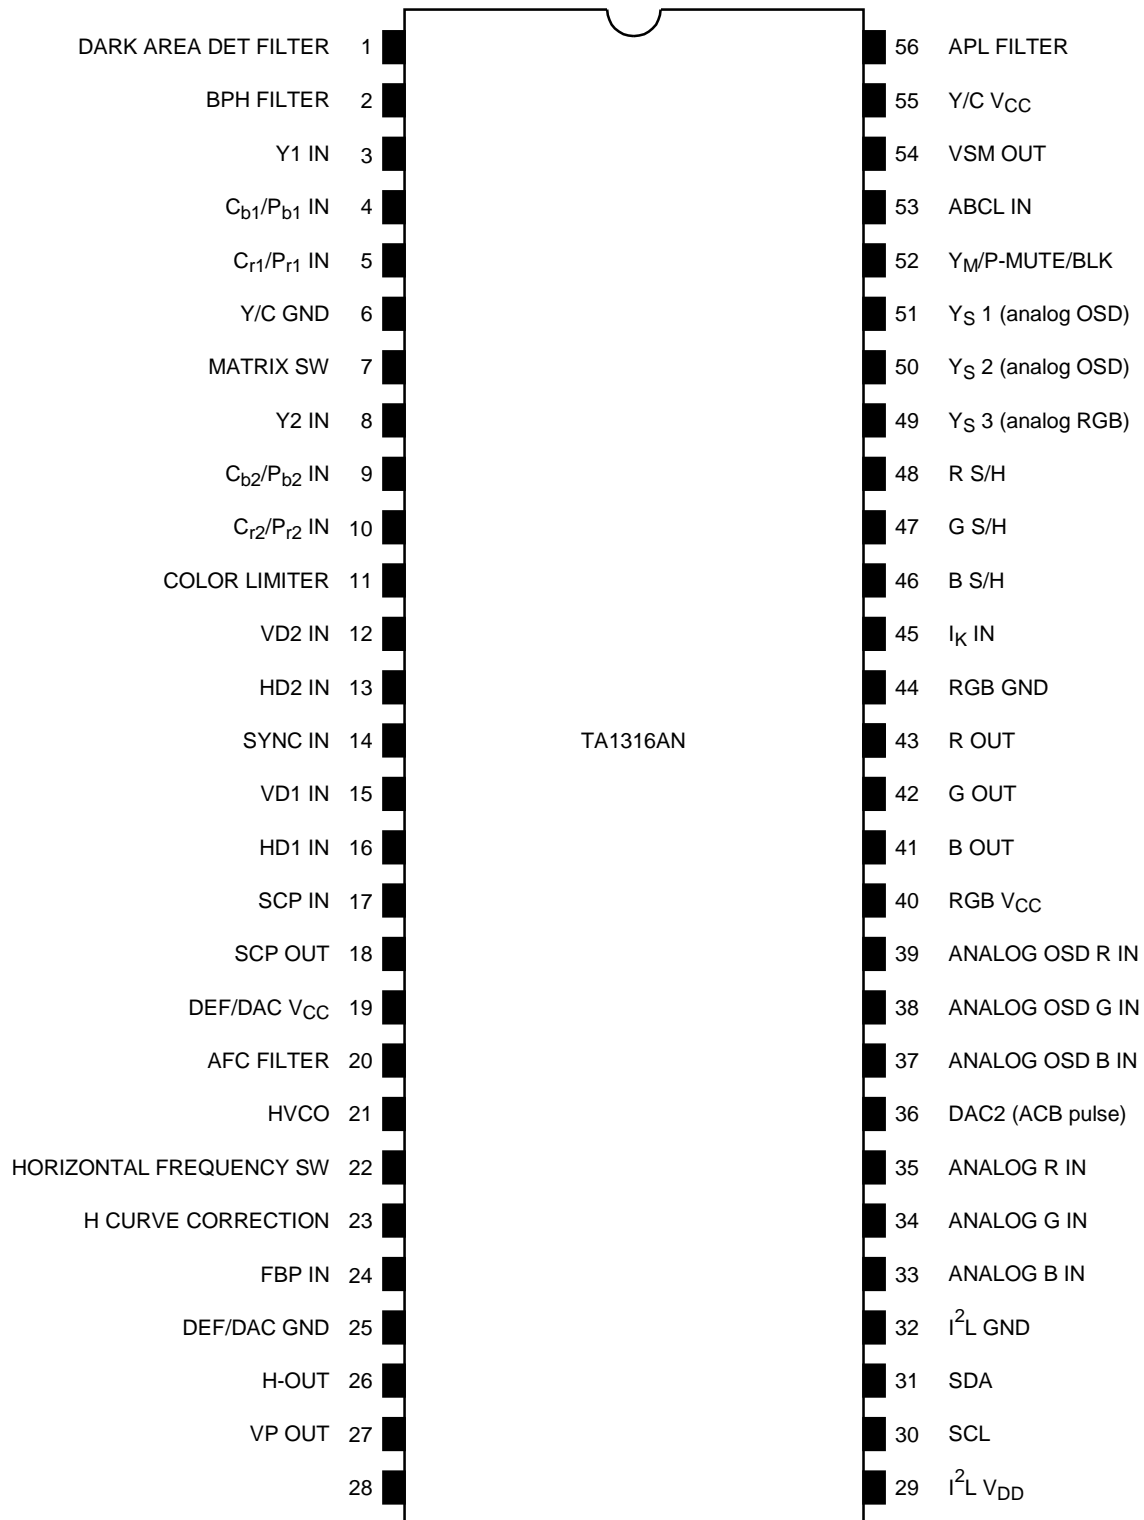 DARK AREA DET FILTER 1
BPH FILTER 2
Y1 IN 3
Cb1/Pb1 IN 4
Cr1/Pr1 IN 5
Y/C GND 6
MATRIX SW 7
Y2 IN 8
Cb2/Pb2 IN 9
Cr2/Pr2 IN 10
COLOR LIMITER 11
VD2 IN 12
HD2 IN 13
SYNC IN 14
VD1 IN 15
HD1 IN 16
SCP IN 17
SCP OUT 18
DEF/DAC VCC 19
AFC FILTER 20
HVCO 21
HORIZONTAL FREQUENCY SW 22
H CURVE CORRECTION 23
FBP IN 24
DEF/DAC GND 25
H-OUT 26
VP OUT 27
28
TA1316AN
56 APL FILTER
55 Y/C VCC
54 VSM OUT
53 ABCL IN
52 YM/P-MUTE/BLK
51 YS 1 (analog OSD)
50 YS 2 (analog OSD)
49 YS 3 (analog RGB)
48 R S/H
47 G S/H
46 B S/H
45 IK IN
44 RGB GND
43 R OUT
42 G OUT
41 B OUT
40 RGB VCC
39 ANALOG OSD R IN
38 ANALOG OSD G IN
37 ANALOG OSD B IN
36 DAC2 (ACB pulse)
35 ANALOG R IN
34 ANALOG G IN
33 ANALOG B IN
32 I²L GND
31 SDA
30 SCL
29 I²L VDD